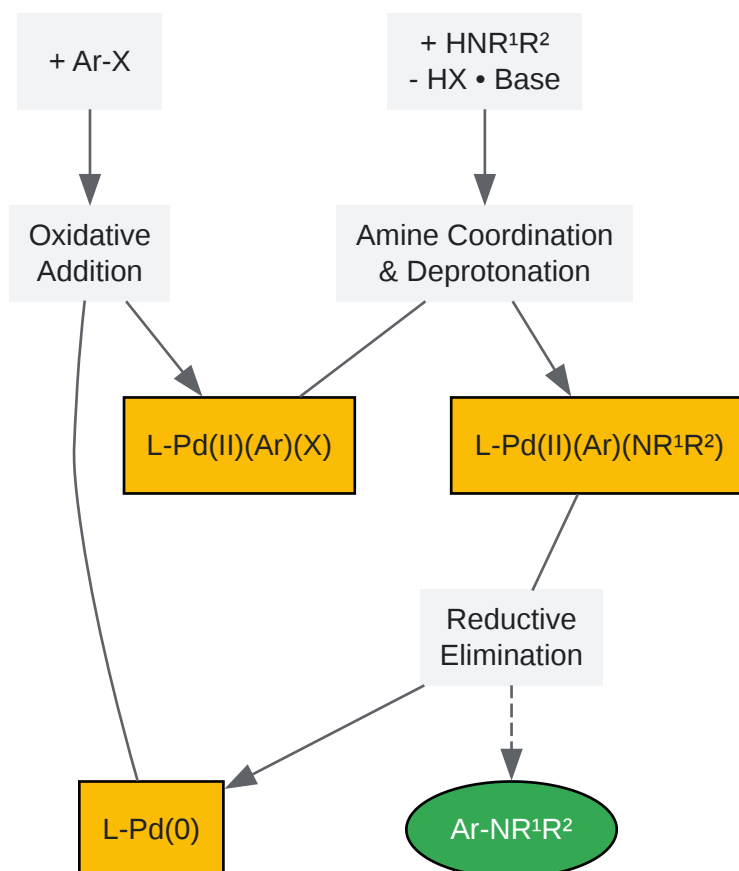 + Ar-X
+ HNR¹R²
- HX • Base
Oxidative
Addition
Amine Coordination
& Deprotonation
L-Pd(II)(Ar)(X)
L-Pd(II)(Ar)(NR¹R²)
Reductive
Elimination
L-Pd(0)
Ar-NR¹R²